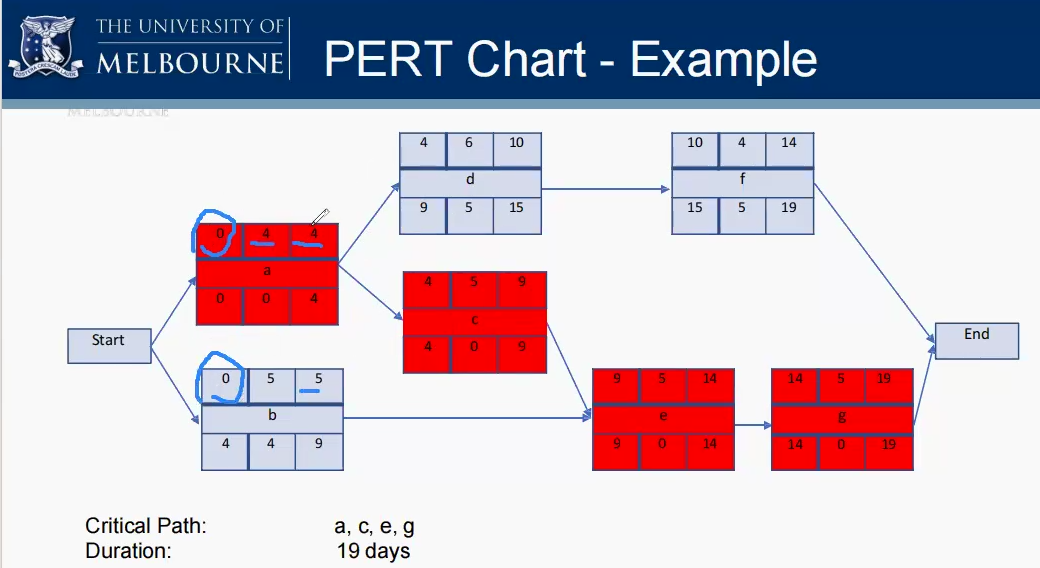 THE UNIVERSITY OF
MELBOURNE
PERT Chart - Example
MELBOURNE
4 6 10
d
9 5 15
10 4 14
f
15 5 19
0 4 4
a
0 0 4
4 5 9
c
4 0 9
Start
End
0 5 5
b
4 4 9
9 5 14
e
9 0 14
14 5 19
g
14 0 19
Critical Path: a, c, e, g
Duration: 19 days